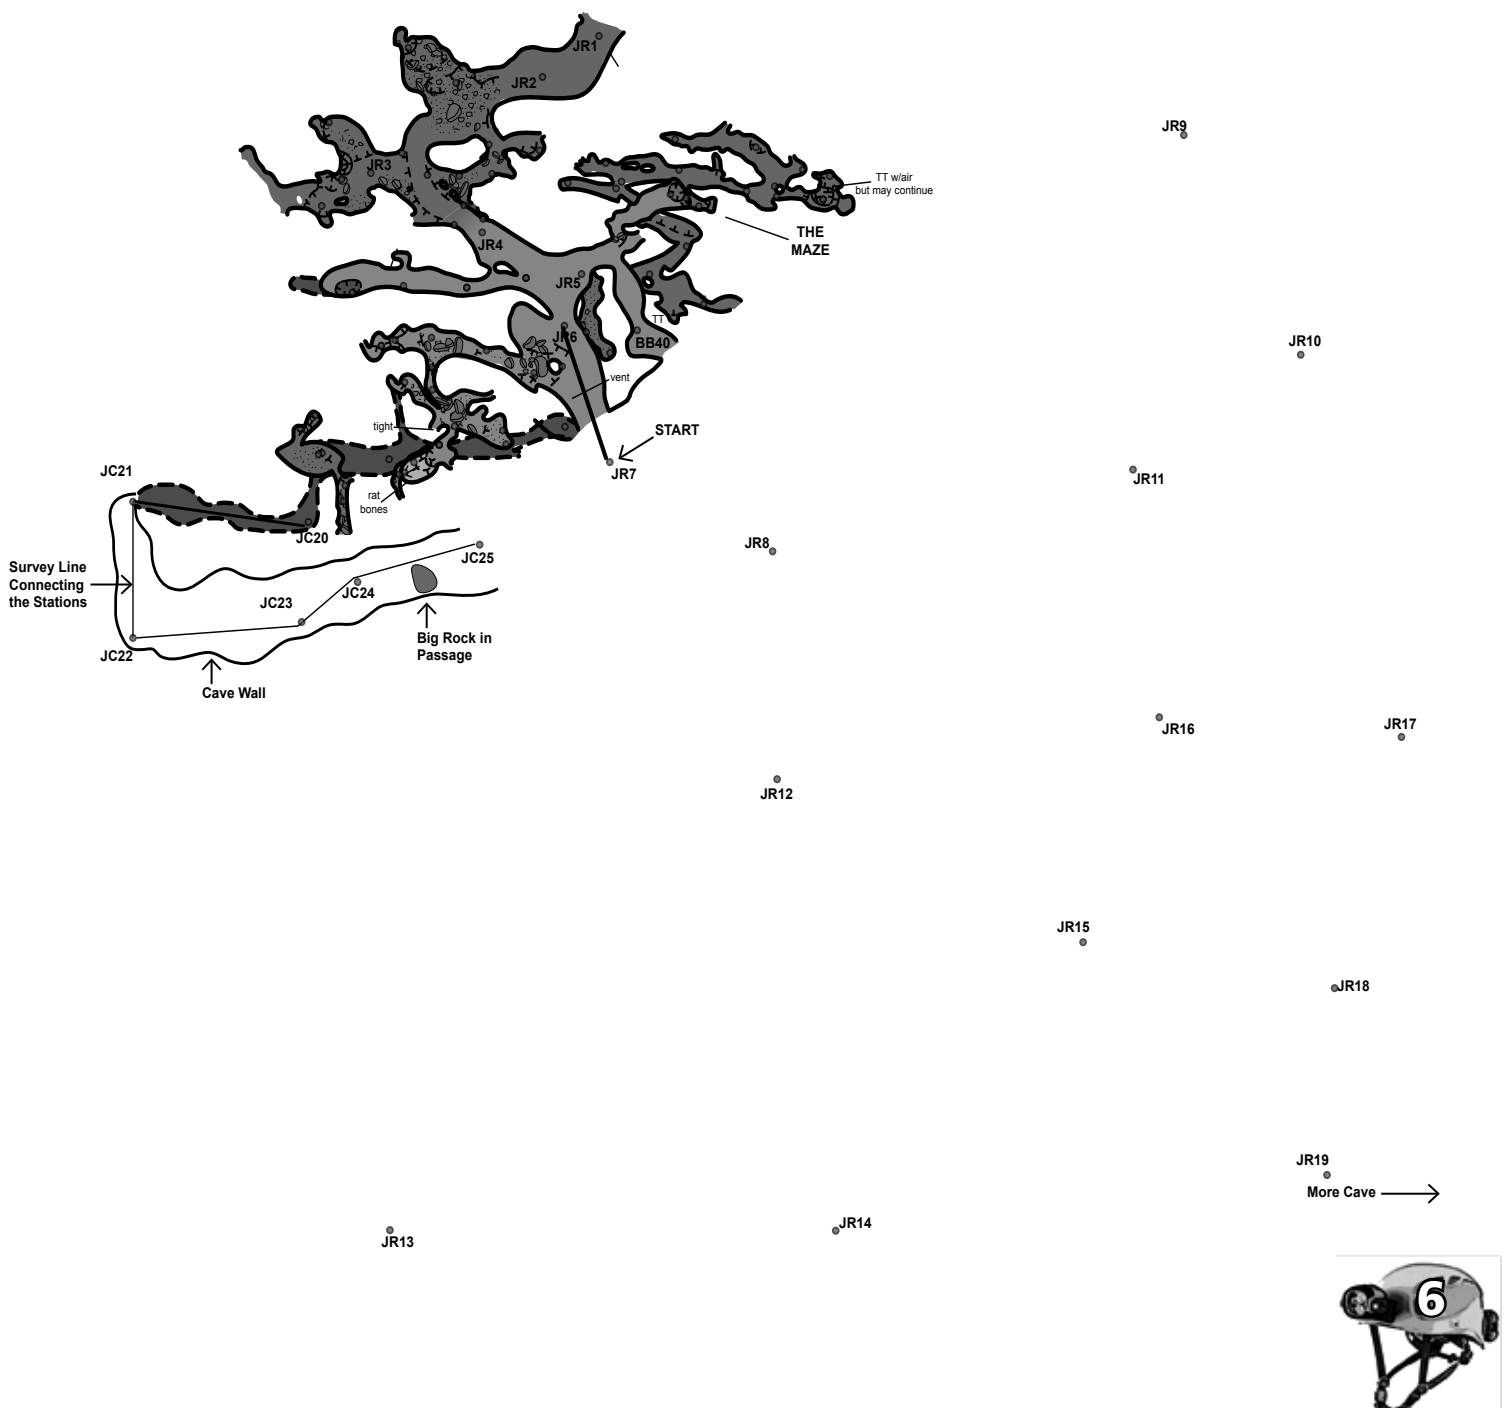 JR1
JR2
JR9
JR3
TT w/air
but may continue
THE
MAZE
JR4
JR5
TT
JR6
BB40
JR10
vent
tight
START
JC21
JR7
JR11
rat
bones
JC20
JR8
JC25
Survey Line
Connecting
the Stations
JC24
JC23
Big Rock in
Passage
JC22
Cave Wall
JR16
JR17
JR12
JR15
JR18
JR19
More Cave
JR13
JR14
6